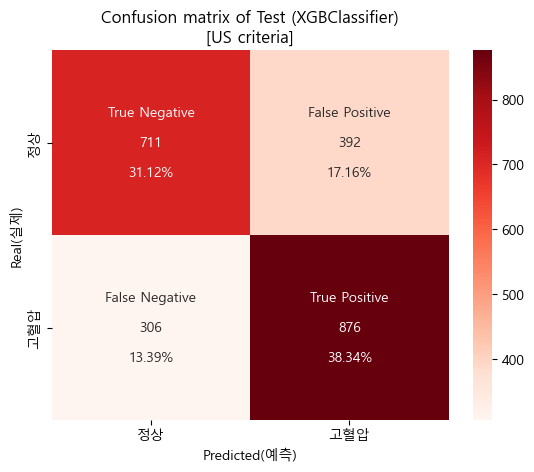 Confusion matrix of Test (XGBClassifier)
[US criteria]
True Negative
711
31.12%
False Positive
392
17.16%
False Negative
306
13.39%
True Positive
876
38.34%
정상
고혈압
Real(실제)
정상
고혈압
Predicted(예측)
800
700
600
500
400